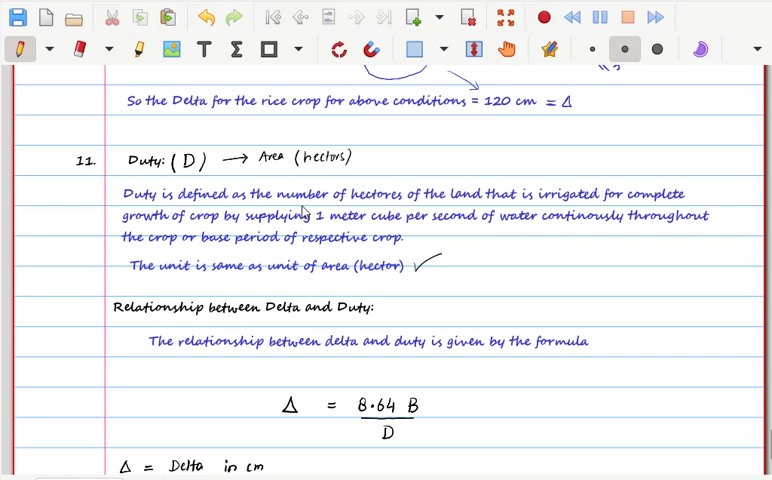 So the Delta for the rice crop for above conditions = 120 cm = Δ
11. Duty: (D) → Area (hectors)
Duty is defined as the number of hectores of the land that is irrigated for complete
growth of crop by supplying 1 meter cube per second of water continously throughout
the crop or base period of respective crop.
The unit is same as unit of area (hector) ✓
Relationship between Delta and Duty:
The relationship between delta and duty is given by the formula
Δ = 8.64 B
D
Δ = Delta in cm